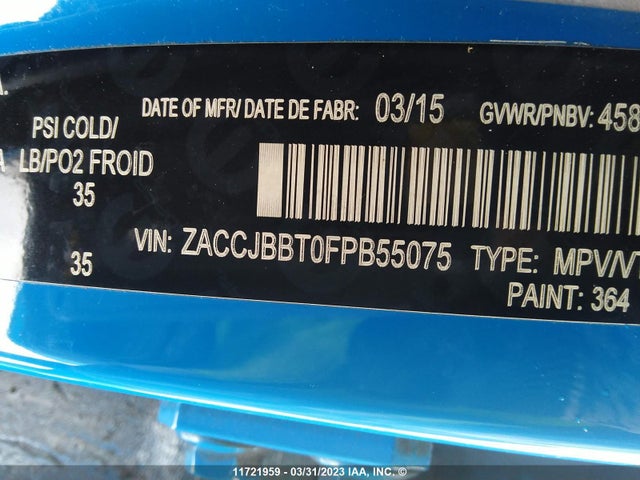 DATE OF MFR/ DATE DE FABR: 03/15 GVWR/PNBV: 458
PSI COLD/
LB/PO2 FROID
35
VIN: ZACCJBBT0FPB55075 TYPE: MPV/VT
35
PAINT: 364
11721959 – 03/31/2023 IAA, INC. ©